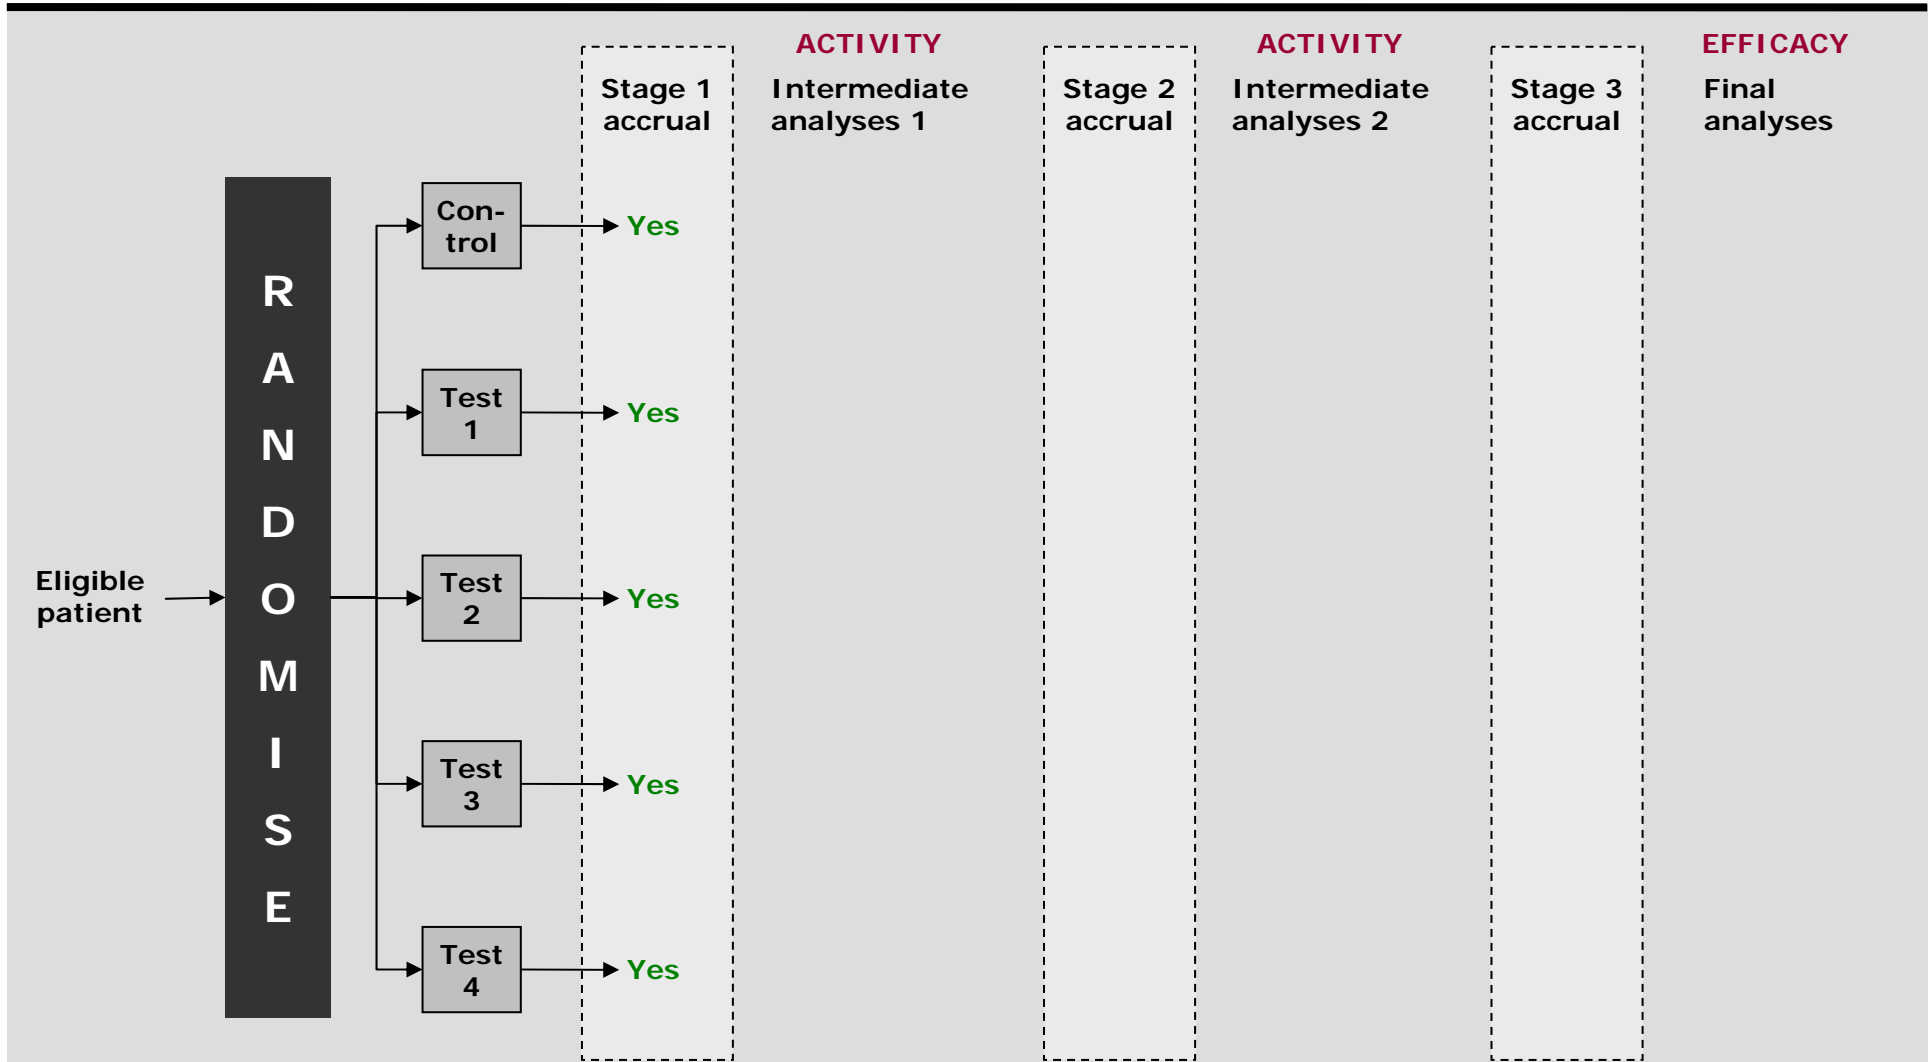 ACTIVITY
ACTIVITY
EFFICACY
Stage 1
accrual
Intermediate
analyses 1
Stage 2
accrual
Intermediate
analyses 2
Stage 3
accrual
Final
analyses
Eligible
patient
R
A
N
D
O
M
I
S
E
Con-
trol
Yes
Test
1
Yes
Test
2
Yes
Test
3
Yes
Test
4
Yes